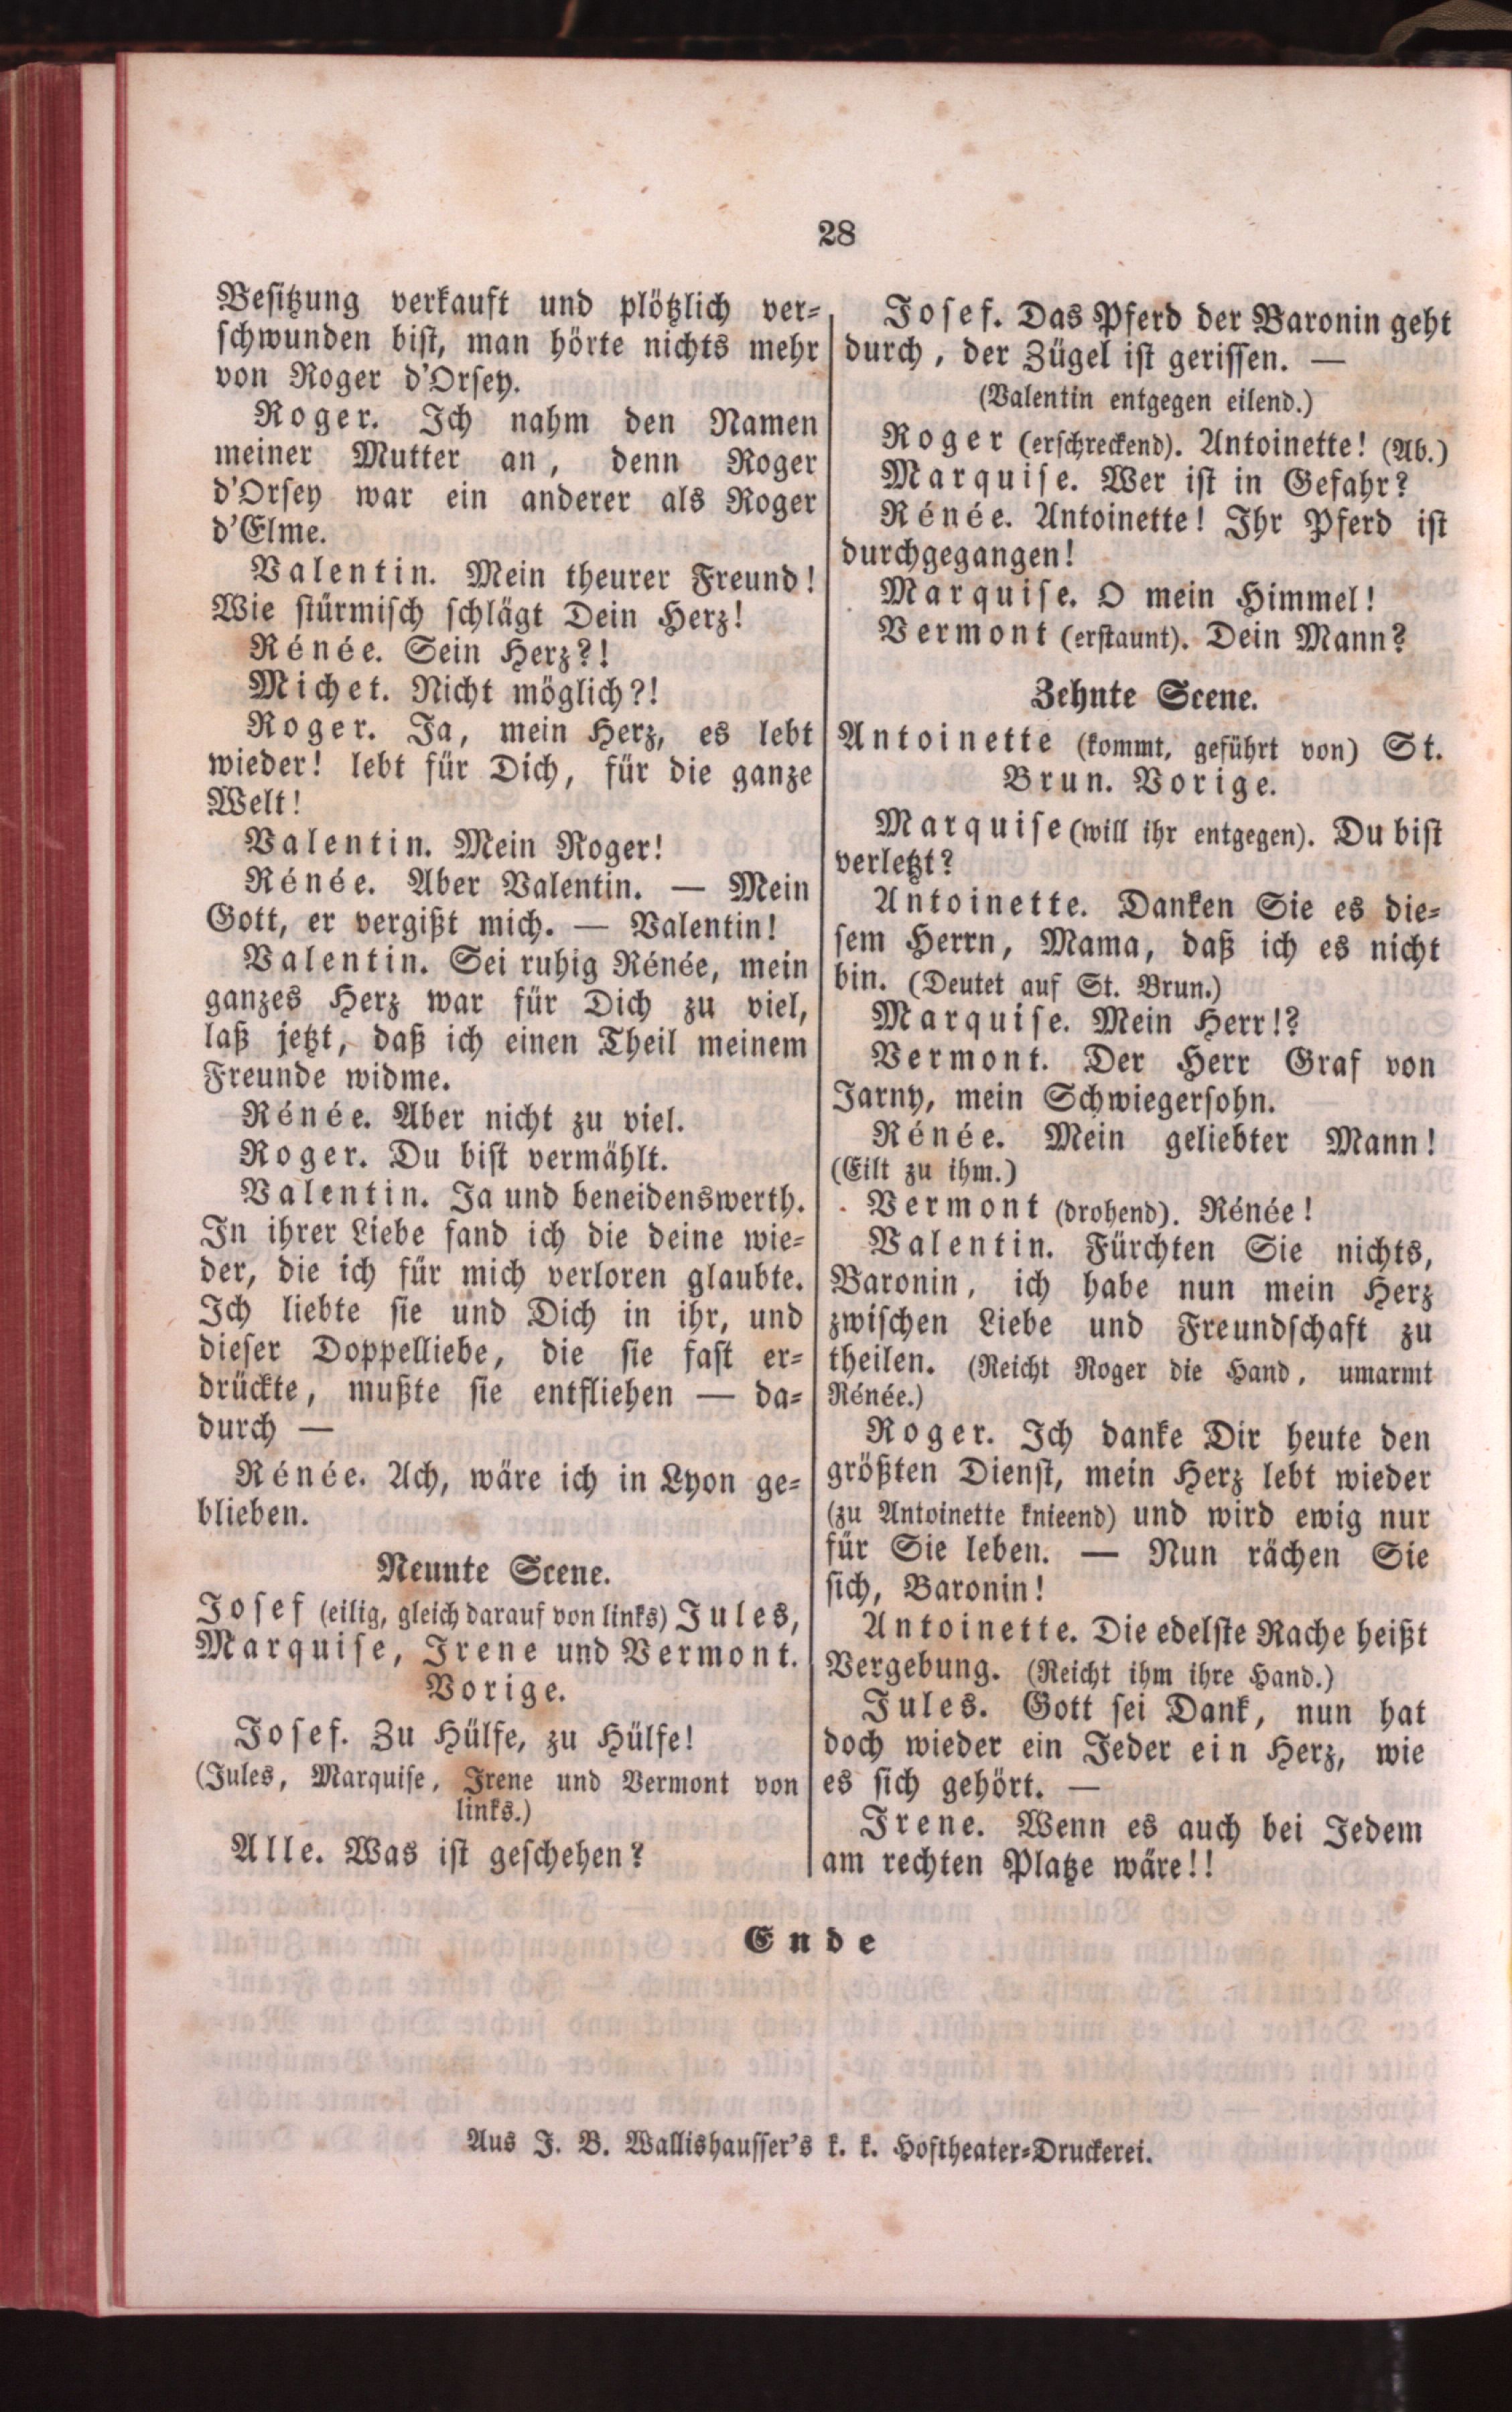 28
Besitzung verkauft und plötzlich ver-
schwunden bist, man hörte nichts mehr
von Roger d'Orsey.
Roger. Ich nahm den Namen
meiner Mutter an, denn Roger
d'Orsey war ein anderer als Roger
d'Elme.
Valentin. Mein theurer Freund!
Wie stürmisch schlägt Dein Herz!
Rénée. Sein Herz?!
Michet. Nicht möglich?!
Roger. Ja, mein Herz, es lebt
wieder! lebt für Dich, für die ganze
Welt!
Valentin. Mein Roger!
Rénée. Aber Valentin. — Mein
Gott, er vergißt mich. — Valentin!
Valentin. Sei ruhig Rénée, mein
ganzes Herz war für Dich zu viel,
laß jetzt, daß ich einen Theil meinem
Freunde widme.
Rénée. Aber nicht zu viel.
Roger. Du bist vermählt.
Valentin. Ja und beneidenswerth.
In ihrer Liebe fand ich die deine wie-
der, die ich für mich verloren glaubte.
Ich liebte sie und Dich in ihr, und
dieser Doppelliebe, die sie fast er-
drückte, mußte sie entfliehen — da-
durch —
Rénée. Ach, wäre ich in Lyon ge-
blieben.
Neunte Scene.
Josef (eilig, gleich darauf von links) Jules,
Marquise, Irene und Vermont.
Vorige.
Josef. Zu Hülfe, zu Hülfe!
(Jules, Marquise, Irene und Vermont von
links.)
Alle. Was ist geschehen?
Josef. Das Pferd der Baronin geht
durch, der Zügel ist gerissen. —
(Valentin entgegen eilend.)
Roger (erschreckend). Antoinette! (Ab.)
Marquise. Wer ist in Gefahr?
Rénée. Antoinette! Ihr Pferd ist
durchgegangen!
Marquise. O mein Himmel!
Vermont (erstaunt). Dein Mann?
Zehnte Scene.
Antoinette (kommt, geführt von) St.
Brun. Vorige.
Marquise (will ihr entgegen). Du bist
verletzt?
Antoinette. Danken Sie es die-
sem Herrn, Mama, daß ich es nicht
bin. (Deutet auf St. Brun.)
Marquise. Mein Herr!?
Vermont. Der Herr Graf von
Jarny, mein Schwiegersohn.
Rénée. Mein geliebter Mann!
(Eilt zu ihm.)
Vermont (drohend). Rénée!
Valentin. Fürchten Sie nichts,
Baronin, ich habe nun mein Herz
zwischen Liebe und Freundschaft zu
theilen. (Reicht Roger die Hand, umarmt
Rénée.)
Roger. Ich danke Dir heute den
größten Dienst, mein Herz lebt wieder
(zu Antoinette knieend) und wird ewig nur
für Sie leben. — Nun rächen Sie
sich, Baronin!
Antoinette. Die edelste Rache heißt
Vergebung. (Reicht ihm ihre Hand.)
Jules. Gott sei Dank, nun hat
doch wieder ein Jeder ein Herz, wie
es sich gehört. —
Irene. Wenn es auch bei Jedem
am rechten Platze wäre!!
Ende
Aus J. B. Wallishausser's k. k. Hoftheater-Druckerei.